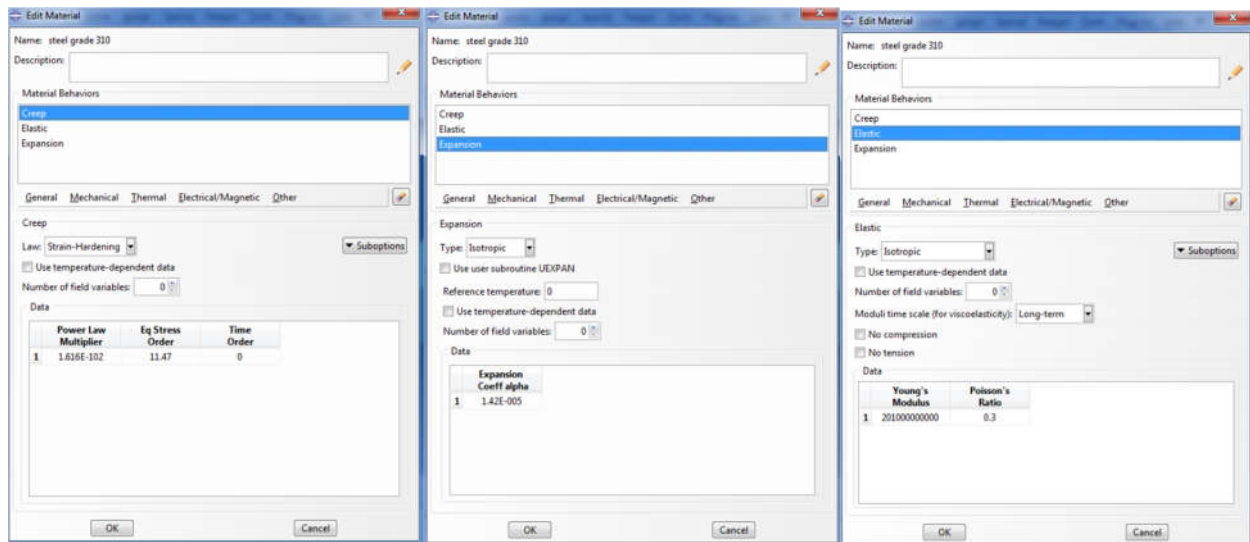 Edit Material
Name: steel grade 310
Description:
Material Behaviors
Creep
Elastic
Expansion
General Mechanical Thermal Electrical/Magnetic Other
Creep
Law: Strain-Hardening
Suboptions
Use temperature-dependent data
Number of field variables: 0
Data
Power Law Multiplier Eq Stress Order Time Order
1 1.616E-102 11.47 0
OK Cancel
Edit Material
Name: steel grade 310
Description:
Material Behaviors
Creep
Elastic
Expansion
General Mechanical Thermal Electrical/Magnetic Other
Expansion
Type: Isotropic
Use user subroutine UEXPAN
Reference temperature: 0
Use temperature-dependent data
Number of field variables: 0
Data
Expansion
Coeff alpha
1 1.42E-005
OK Cancel
Edit Material
Name: steel grade 310
Description:
Material Behaviors
Creep
Elastic
Expansion
General Mechanical Thermal Electrical/Magnetic Other
Elastic
Type: Isotropic
Suboptions
Use temperature-dependent data
Number of field variables: 0
Moduli time scale (for viscoelasticity): Long-term
No compression
No tension
Data
Young's Modulus Poisson's Ratio
1 201000000000 0.3
OK Cancel